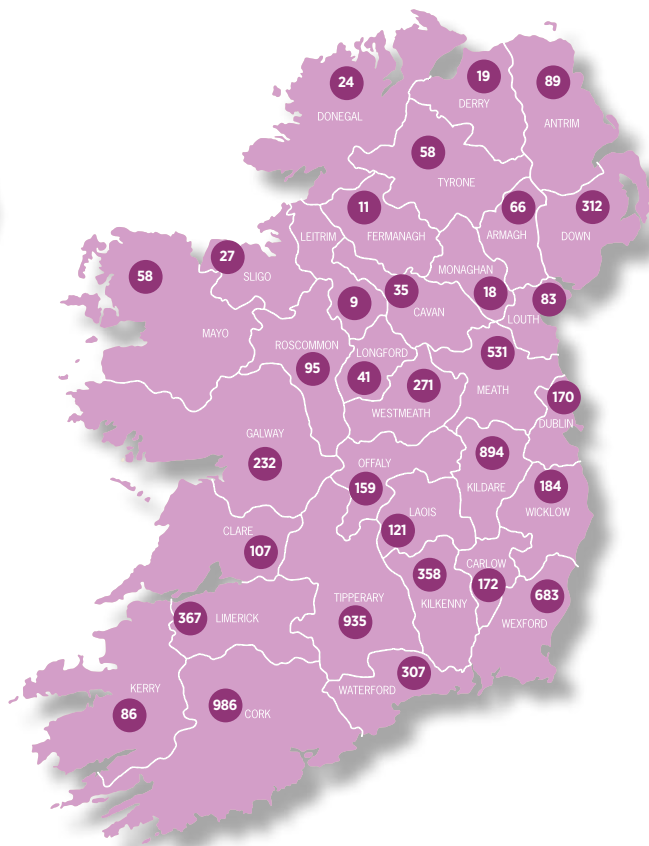 24
DONEGAL
19
DERRY
89
ANTRIM
58
TYRONE
11
FERMANAGH
66
ARMAGH
312
DOWN
LEITRIM
9
27
SLIGO
58
MAYO
MONAGHAN
18
35
CAVAN
83
LOUTH
ROSCOMMON
95
LONGFORD
41
271
WESTMEATH
531
MEATH
170
DUBLIN
GALWAY
232
OFFALY
159
894
KILDARE
184
WICKLOW
LAOIS
121
CLARE
107
358
KILKENNY
CARLOW
172
683
WEXFORD
TIPPERARY
935
367
LIMERICK
307
WATERFORD
KERRY
86
986
CORK